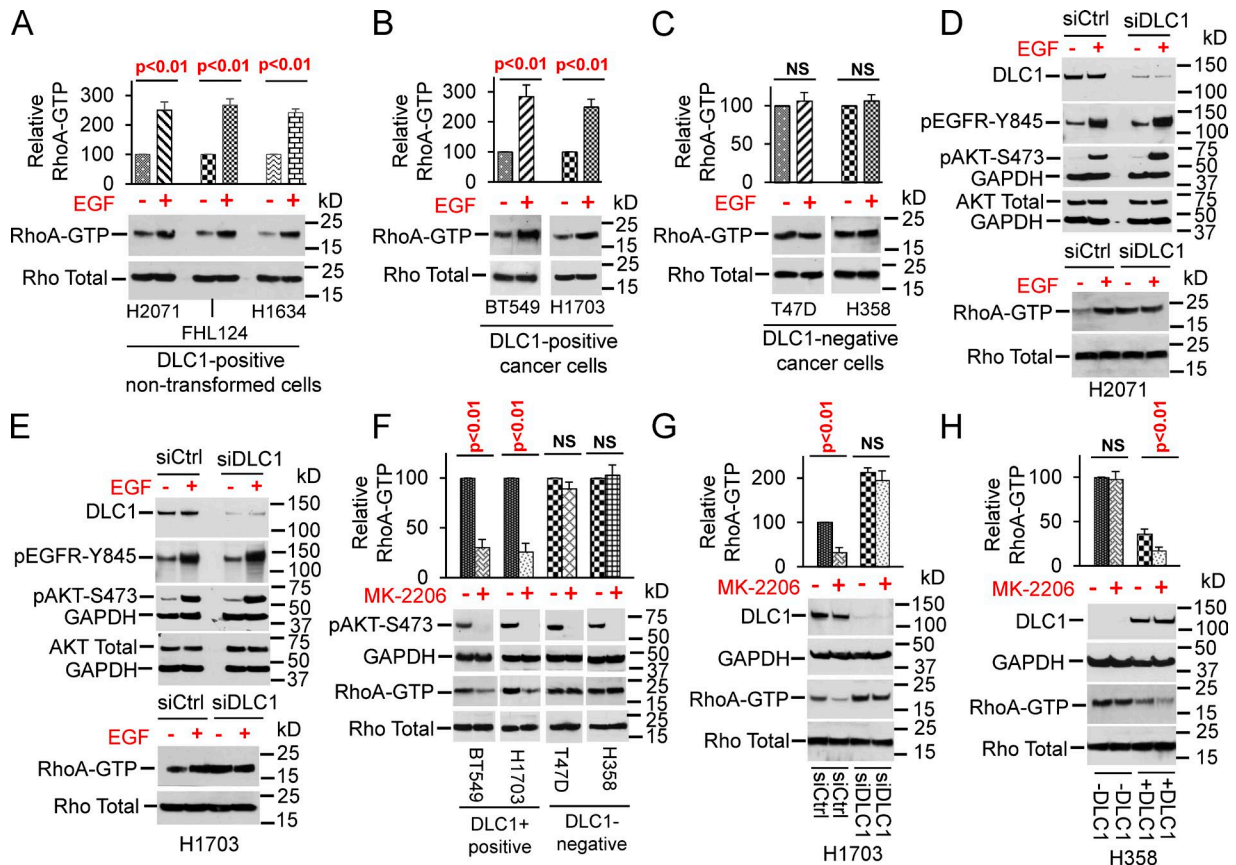 A
p<0.01 p<0.01 p<0.01
Relative
RhoA-GTP
300
200
100
EGF - + - + - + kD
RhoA-GTP 25
15
Rho Total 25
15
H2071 H1634
FHL124
DLC1-positive
non-transformed cells
B
p<0.01 p<0.01
Relative
RhoA-GTP
300
200
100
EGF - + - + kD
RhoA-GTP 25
15
Rho Total 25
15
BT549 H1703
DLC1-positive
cancer cells
C
NS NS
Relative
RhoA-GTP
100
50
0
EGF - + - + kD
RhoA-GTP 25
15
Rho Total 25
15
T47D H358
DLC1-negative
cancer cells
D
siCtrl siDLC1
EGF - + - + kD
DLC1 150
100
pEGFR-Y845 150
100
pAKT-S473 75
50
GAPDH 37
AKT Total 75
50
GAPDH 37
siCtrl siDLC1
EGF - + - + kD
RhoA-GTP 25
15
Rho Total 25
15
H2071
E
siCtrl siDLC1
EGF - + - + kD
DLC1 150
100
pEGFR-Y845 150
100
pAKT-S473 75
50
GAPDH 37
AKT Total 75
50
GAPDH 37
siCtrl siDLC1
EGF - + - + kD
RhoA-GTP 25
15
Rho Total 25
15
H1703
F
p<0.01 p<0.01 NS NS
Relative
RhoA-GTP
100
50
0
MK-2206 - + - + - + - + kD
pAKT-S473 75
50
GAPDH 37
RhoA-GTP 25
15
Rho Total 25
15
BT549 H1703 T47D H358
DLC1+
positive
DLC1-
negative
G
p<0.01 NS
Relative
RhoA-GTP
200
100
0
MK-2206 - + - + kD
DLC1 150
100
GAPDH 50
37
RhoA-GTP 25
15
Rho Total 25
15
siCtrl siCtrl siDLC1 siDLC1
H1703
H
NS p<0.01
Relative
RhoA-GTP
100
50
0
MK-2206 - + - + kD
DLC1 150
100
GAPDH 50
37
RhoA-GTP 25
15
Rho Total 25
15
-DLC1 -DLC1 +DLC1 +DLC1
H358